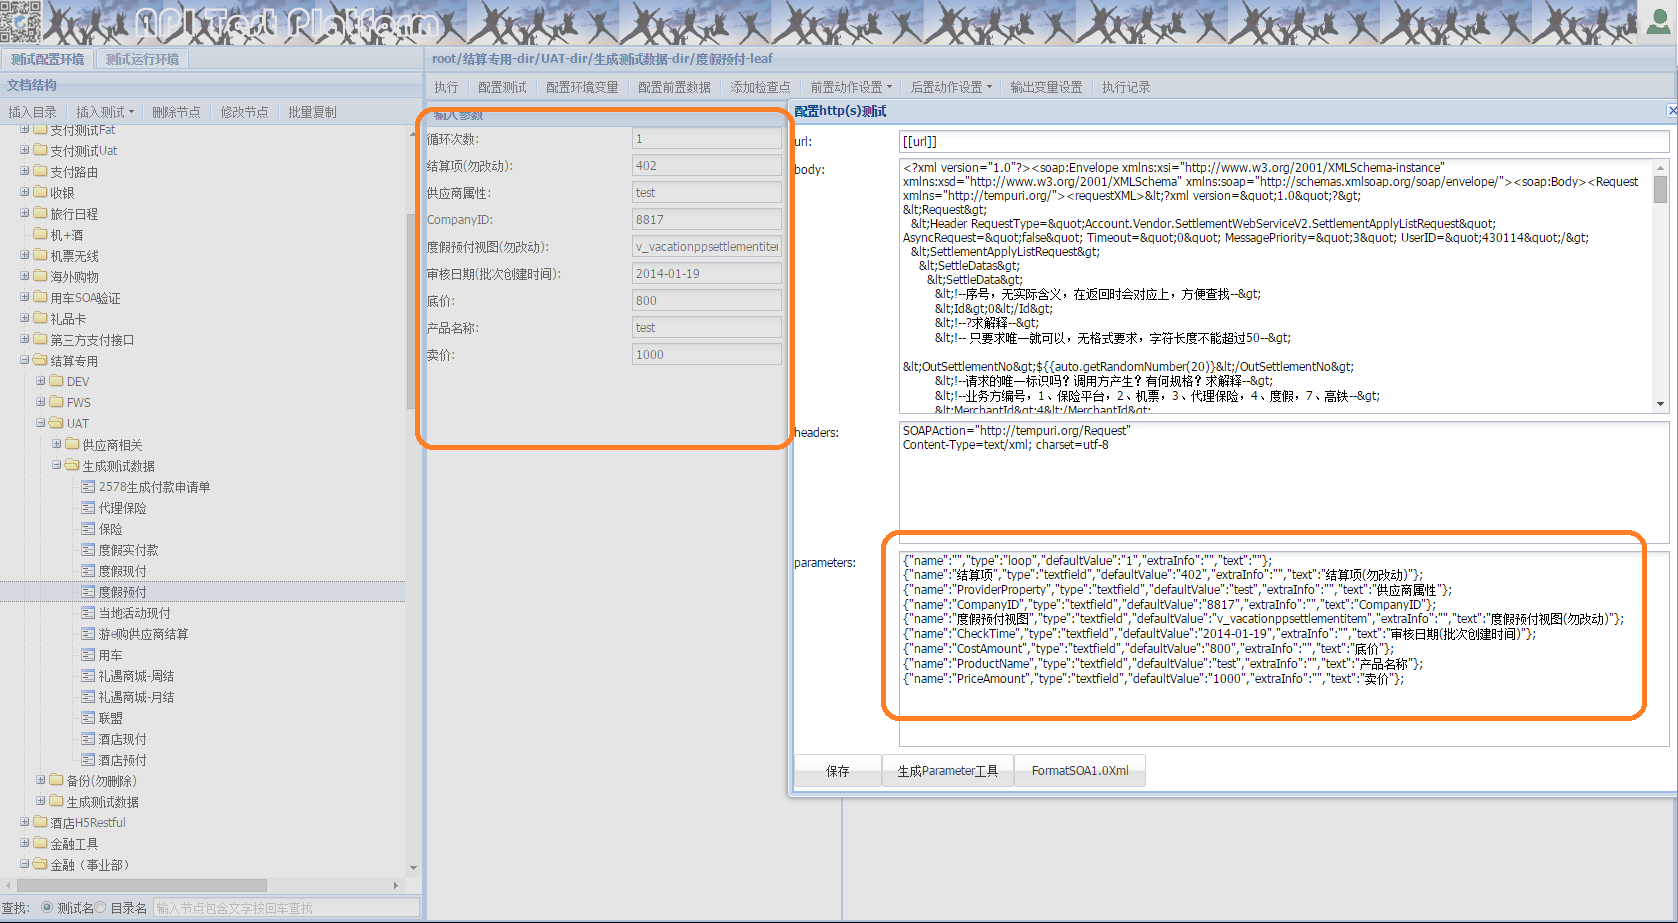 API Test Platform
测试配置环境
测试运行环境
文档结构
插入目录
插入测试
删除节点
修改节点
批量复制
支付测试Fat
支付测试Uat
支付路由
收银
旅行日程
机+酒
机票无线
海外购物
用车SOA验证
礼品卡
第三方支付接口
结算专用
DEV
FWS
UAT
供应商相关
生成测试数据
2578生成付款申请单
代理保险
保险
度假实付款
度假现付
度假预付
当地活动现付
游e购供应商结算
用车
礼遇商城-周结
礼遇商城-月结
联盟
酒店现付
酒店预付
备份(勿删除)
生成测试数据
酒店H5Restful
金融工具
金融（事业部）
查找:
测试名
目录名
输入节点包含文字按回车查找
root/结算专用-dir/UAT-dir/生成测试数据-dir/度假预付-leaf
执行
配置测试
配置环境变量
配置前置数据
添加检查点
前置动作设置
后置动作设置
输出变量设置
执行记录
输入参数
循环次数:
1
结算项(勿改动):
402
供应商属性:
test
CompanyID:
8817
度假预付视图(勿改动):
v_vacationppsettlementiter
审核日期(批次创建时间):
2014-01-19
底价:
800
产品名称:
test
卖价:
1000
配置http(s)测试
url:
[[url]]
body:
<?xml version="1.0"?><soap:Envelope xmlns:xsi="http://www.w3.org/2001/XMLSchema-instance"
xmlns:xsd="http://www.w3.org/2001/XMLSchema" xmlns:soap="http://schemas.xmlsoap.org/soap/envelope/"><soap:Body><Request
xmlns="http://tempuri.org/"><requestXML>&lt;?xml version=&quot;1.0&quot;?&gt;
&lt;Request&gt;
&lt;Header RequestType=&quot;Account.Vendor.SettlementWebServiceV2.SettlementApplyListRequest&quot;
AsyncRequest=&quot;false&quot; Timeout=&quot;0&quot; MessagePriority=&quot;3&quot; UserID=&quot;430114&quot;/&gt;
&lt;SettlementApplyListRequest&gt;
&lt;SettleDatas&gt;
&lt;SettleData&gt;
&lt;!--序号，无实际含义，在返回时会对应上，方便查找--&gt;
&lt;Id&gt;0&lt;/Id&gt;
&lt;!--?求解释--&gt;
&lt;!-- 只要求唯一就可以，无格式要求，字符长度不能超过50--&gt;
&lt;OutSettlementNo&gt;${{auto.getRandomNumber(20)}&lt;/OutSettlementNo&gt;
&lt;!--请求的唯一标识吗？调用方产生？有何规格？求解释--&gt;
&lt;!--业务方编号，1、保险平台，2、机票，3、代理保险，4、度假，7、高铁--&gt;
&lt;MerchantId&gt;4&lt;/MerchantId&gt;
headers:
SOAPAction="http://tempuri.org/Request"
Content-Type=text/xml; charset=utf-8
parameters:
{"name":"","type":"loop","defaultValue":"1","extraInfo":"","text":""};
{"name":"结算项","type":"textfield","defaultValue":"402","extraInfo":"","text":"结算项(勿改动)"};
{"name":"ProviderProperty","type":"textfield","defaultValue":"test","extraInfo":"","text":"供应商属性"};
{"name":"CompanyID","type":"textfield","defaultValue":"8817","extraInfo":"","text":"CompanyID"};
{"name":"度假预付视图","type":"textfield","defaultValue":"v_vacationppsettlementitem","extraInfo":"","text":"度假预付视图(勿改动)"};
{"name":"CheckTime","type":"textfield","defaultValue":"2014-01-19","extraInfo":"","text":"审核日期(批次创建时间)"};
{"name":"CostAmount","type":"textfield","defaultValue":"800","extraInfo":"","text":"底价"};
{"name":"ProductName","type":"textfield","defaultValue":"test","extraInfo":"","text":"产品名称"};
{"name":"PriceAmount","type":"textfield","defaultValue":"1000","extraInfo":"","text":"卖价"};
保存
生成Parameter工具
FormatSOA1.0Xml